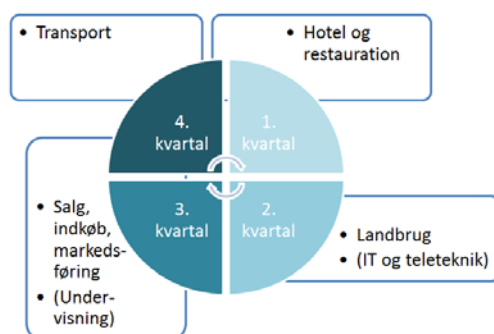 • Transport
• Hotel og
restauration
4.
kvartal
1.
kvartal
3.
kvartal
2.
kvartal
• Salg,
indkøb,
markeds-
føring
• (Under-
visning)
• Landbrug
• (IT og teleteknik)